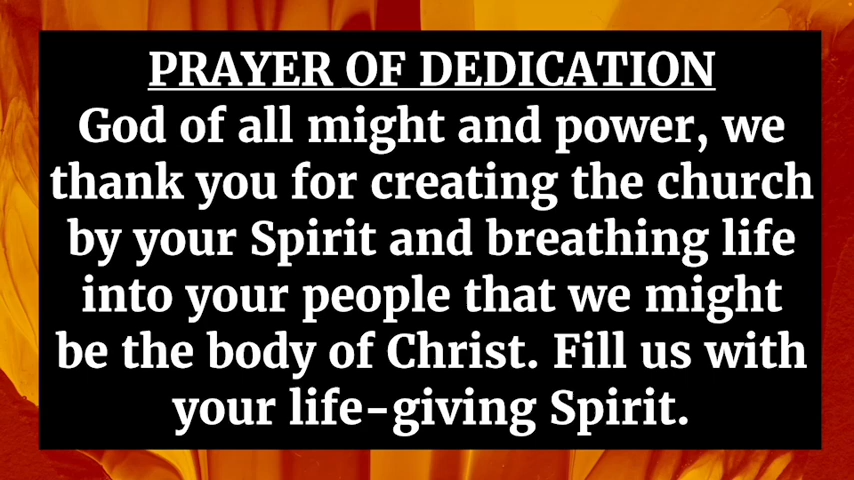 PRAYER OF DEDICATION
God of all might and power, we
thank you for creating the church
by your Spirit and breathing life
into your people that we might
be the body of Christ. Fill us with
your life-giving Spirit.